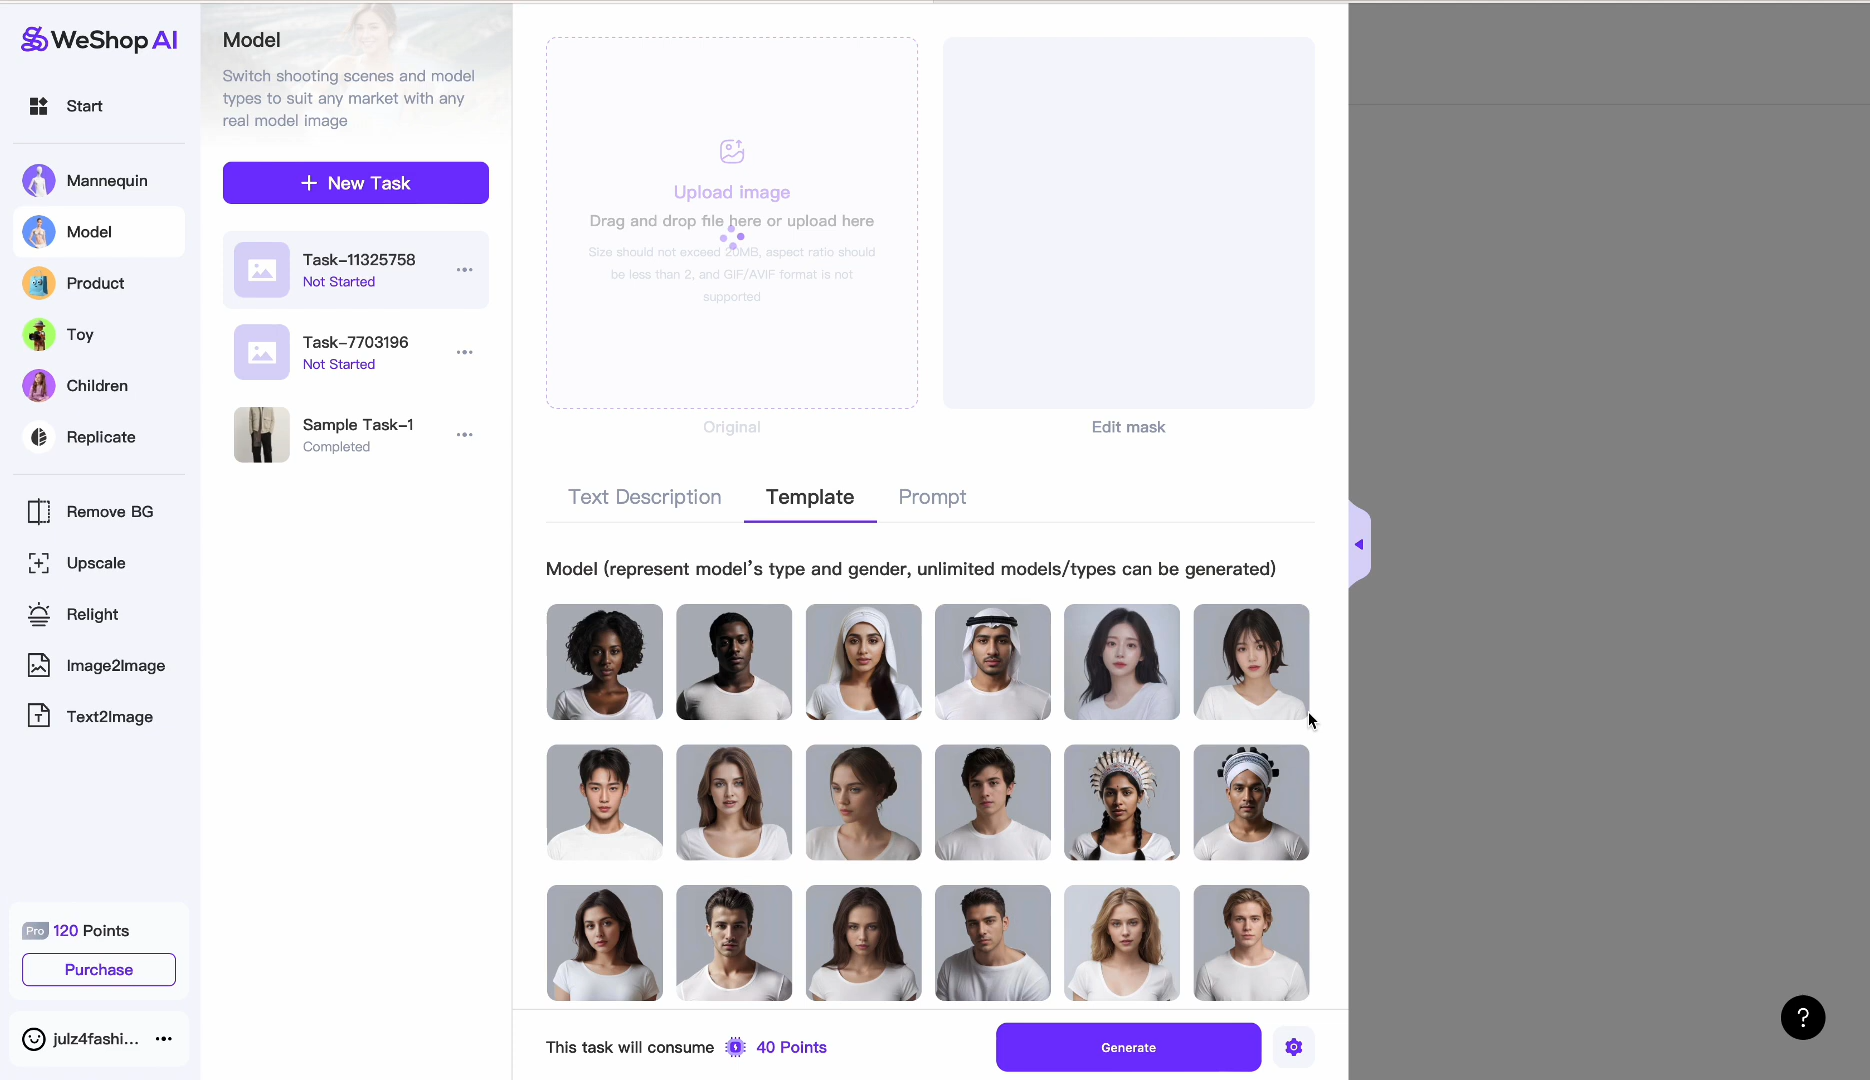 WeShop AI
Start
Mannequin
Model
Product
Toy
Children
Replicate
Remove BG
Upscale
Relight
Image2Image
Text2Image
Pro 120 Points
Purchase
julz4fashi...
Model
Switch shooting scenes and model
types to suit any market with any
real model image
+ New Task
Task-11325758
Not Started
Task-7703196
Not Started
Sample Task-1
Completed
Upload image
Drag and drop file here or upload here
Size should not exceed 20MB, aspect ratio should
be less than 2, and GIF/AVIF format is not
supported
Original
Edit mask
Text Description Template Prompt
Model (represent model's type and gender, unlimited models/types can be generated)
This task will consume 40 Points
Generate
?